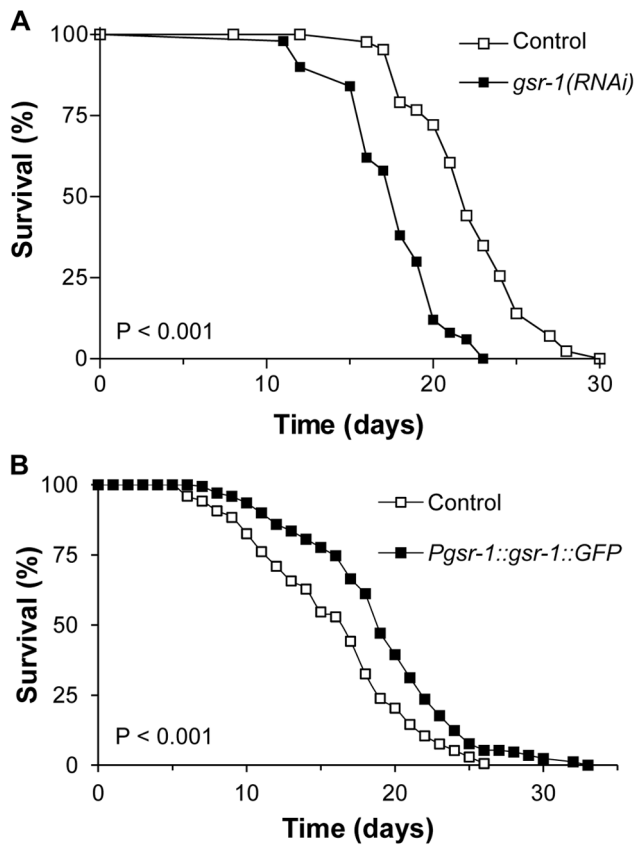 A
100
75
50
25
0
Survival (%)
Control
gsr-1(RNAi)
P < 0.001
0 10 20 30
Time (days)
B
100
75
50
25
0
Survival (%)
Control
Pgsr-1::gsr-1::GFP
P < 0.001
0 10 20 30
Time (days)